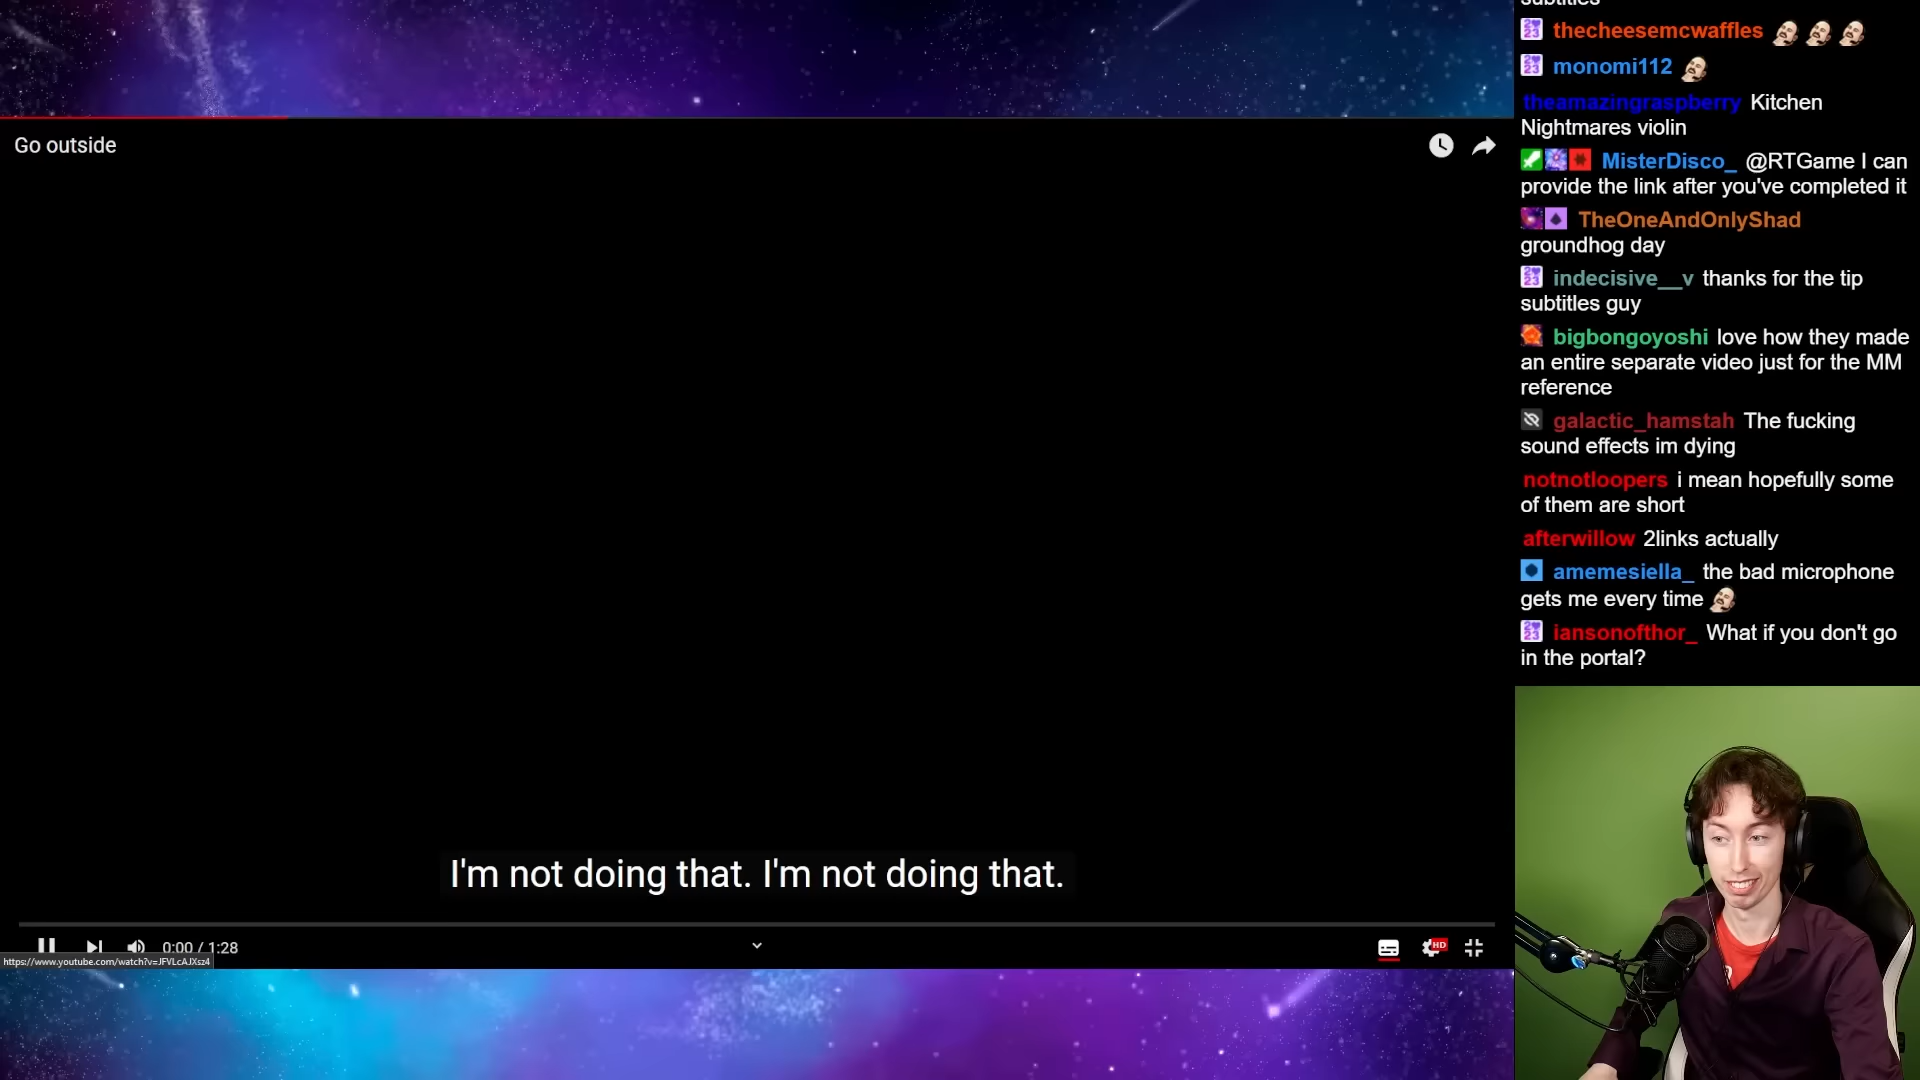 Go outside
I'm not doing that. I'm not doing that.
0:00 / 1:28
HD
https://www.youtube.com/watch?v=JFVLcAJXsz4
subtitles
thecheesemcwaffles
monomi112
theamazingraspberry Kitchen
Nightmares violin
MisterDisco_ @RTGame I can
provide the link after you've completed it
TheOneAndOnlyShad
groundhog day
indecisive__v thanks for the tip
subtitles guy
bigbongoyoshi love how they made
an entire separate video just for the MM
reference
galactic_hamstah The fucking
sound effects im dying
notnotloopers i mean hopefully some
of them are short
afterwillow 2links actually
amemesiella_ the bad microphone
gets me every time
iansonofthor_ What if you don't go
in the portal?